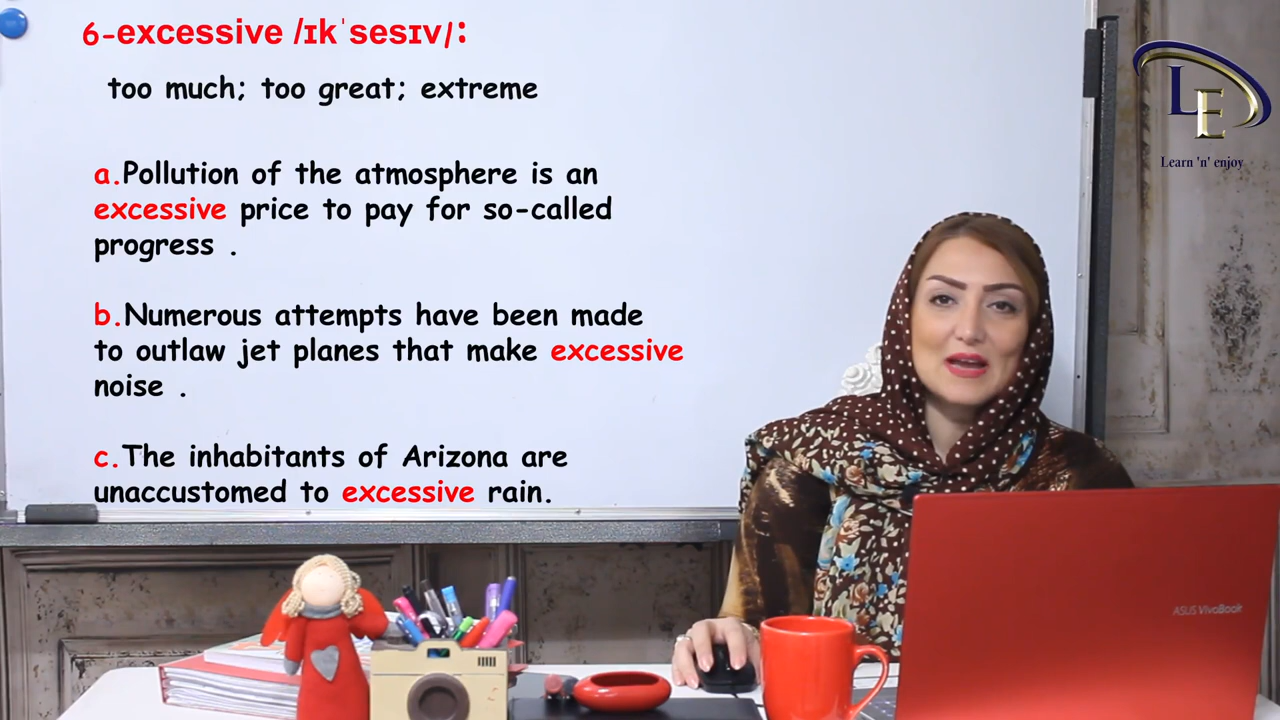 6-excessive /ɪkˈsesɪv/:
too much; too great; extreme
a.Pollution of the atmosphere is an
excessive price to pay for so-called
progress .
b.Numerous attempts have been made
to outlaw jet planes that make excessive
noise .
c.The inhabitants of Arizona are
unaccustomed to excessive rain.
LE
Learn 'n' enjoy
ASUS VivoBook